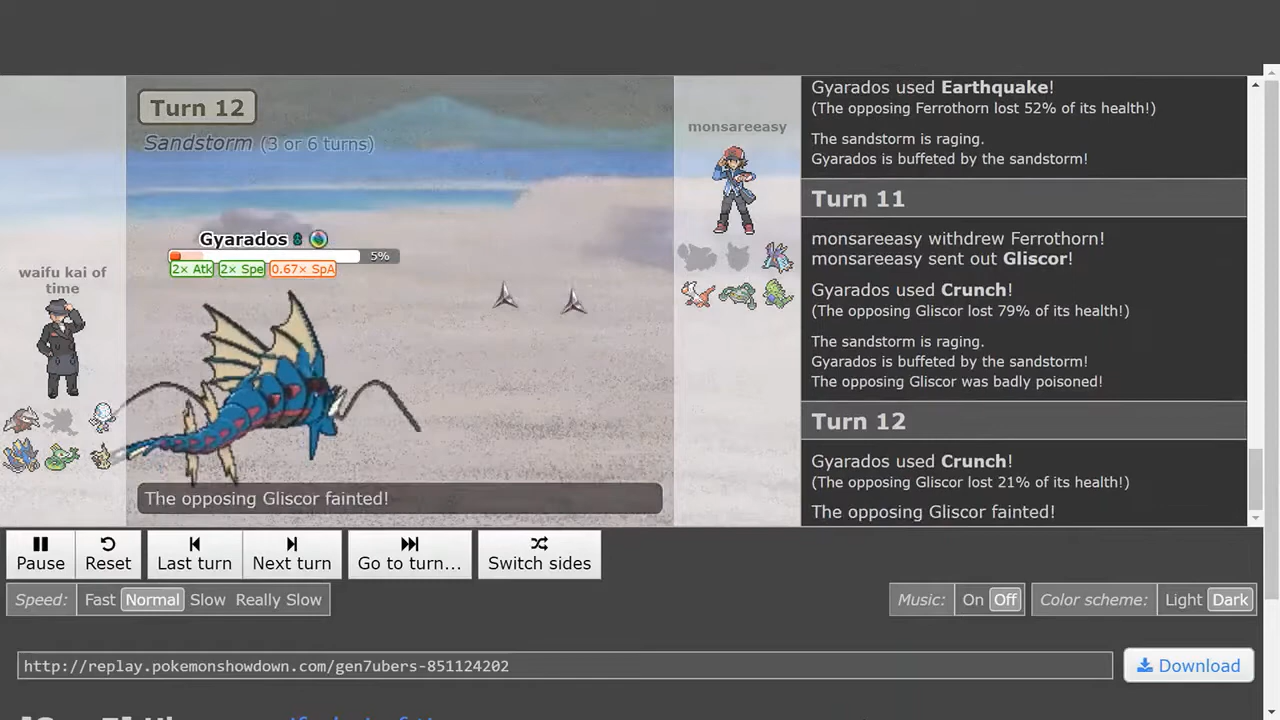 Turn 12
Sandstorm (3 or 6 turns)
Gyarados
5%
2× Atk 2× Spe 0.67× SpA
waifu kai of
time
monsareeasy
The opposing Gliscor fainted!
Gyarados used Earthquake!
(The opposing Ferrothorn lost 52% of its health!)
The sandstorm is raging.
Gyarados is buffeted by the sandstorm!
Turn 11
monsareeasy withdrew Ferrothorn!
monsareeasy sent out Gliscor!
Gyarados used Crunch!
(The opposing Gliscor lost 79% of its health!)
The sandstorm is raging.
Gyarados is buffeted by the sandstorm!
The opposing Gliscor was badly poisoned!
Turn 12
Gyarados used Crunch!
(The opposing Gliscor lost 21% of its health!)
The opposing Gliscor fainted!
Pause Reset Last turn Next turn Go to turn... Switch sides
Speed: Fast Normal Slow Really Slow
Music: On Off Color scheme: Light Dark
http://replay.pokemonshowdown.com/gen7ubers-851124202
Download